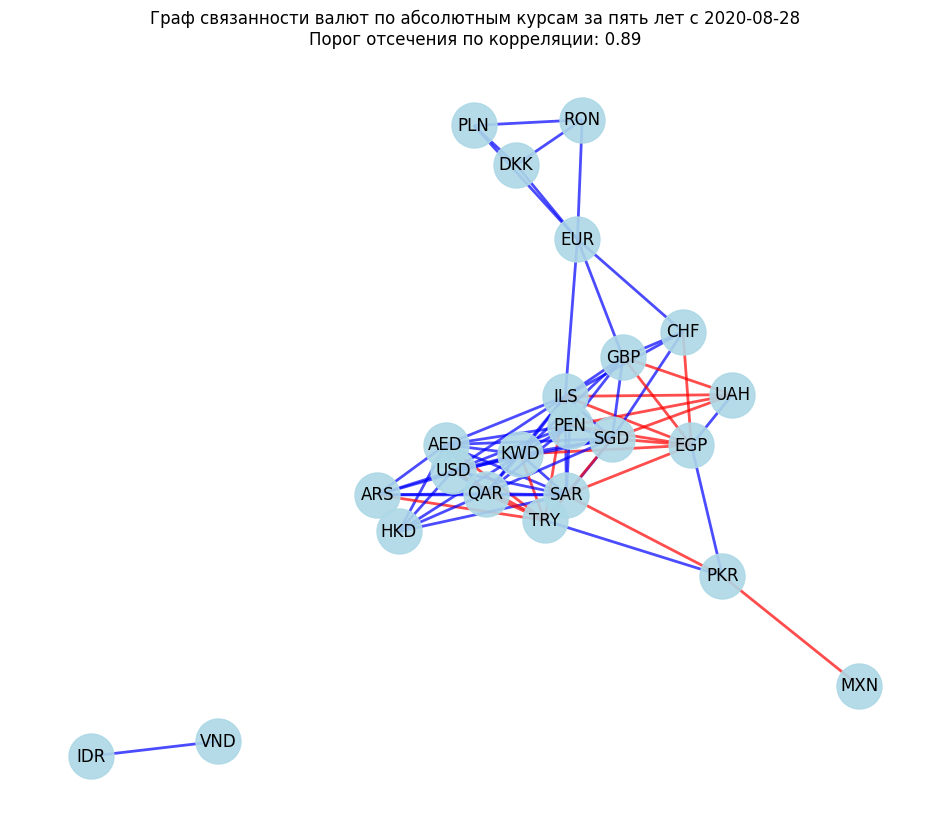 Граф связанности валют по абсолютным курсам за пять лет с 2020-08-28
Порог отсечения по корреляции: 0.89
PLN
RON
DKK
EUR
CHF
GBP
ILS
UAH
PEN
SGD
AED
KWD
EGP
USD
ARS
QAR
SAR
HKD
TRY
PKR
MXN
VND
IDR